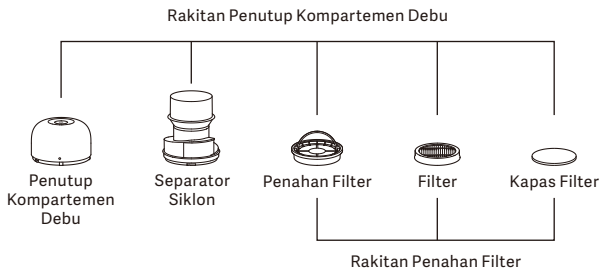 Rakitan Penutup Kompartemen Debu
Penutup
Kompartemen
Debu
Separator
Siklon
Penahan Filter
Filter
Kapas Filter
Rakitan Penahan Filter